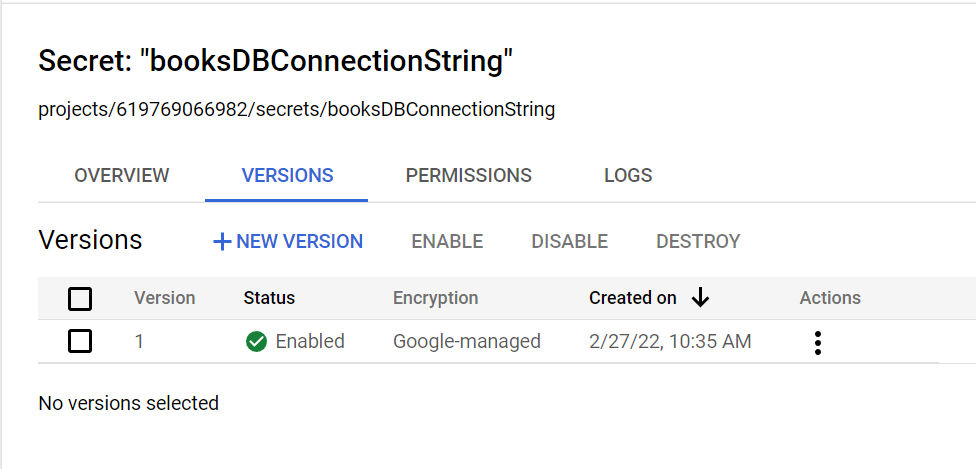 Secret: "booksDBConnectionString"
projects/619769066982/secrets/booksDBConnectionString
OVERVIEW VERSIONS PERMISSIONS LOGS
Versions NEW VERSION ENABLE DISABLE DESTROY
Version Status Encryption Created on Actions
1 Enabled Google-managed 2/27/22, 10:35 AM
No versions selected